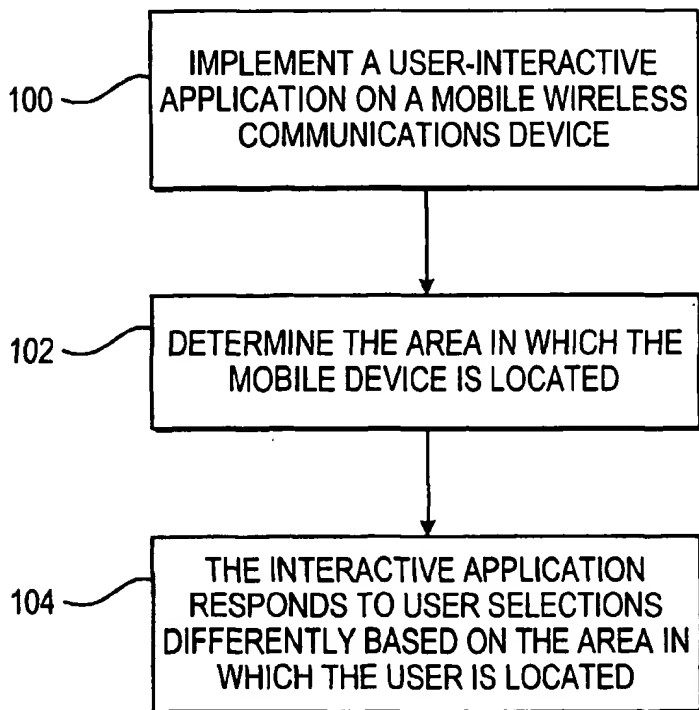 100
IMPLEMENT A USER-INTERACTIVE
APPLICATION ON A MOBILE WIRELESS
COMMUNICATIONS DEVICE
102
DETERMINE THE AREA IN WHICH THE
MOBILE DEVICE IS LOCATED
104
THE INTERACTIVE APPLICATION
RESPONDS TO USER SELECTIONS
DIFFERENTLY BASED ON THE AREA IN
WHICH THE USER IS LOCATED